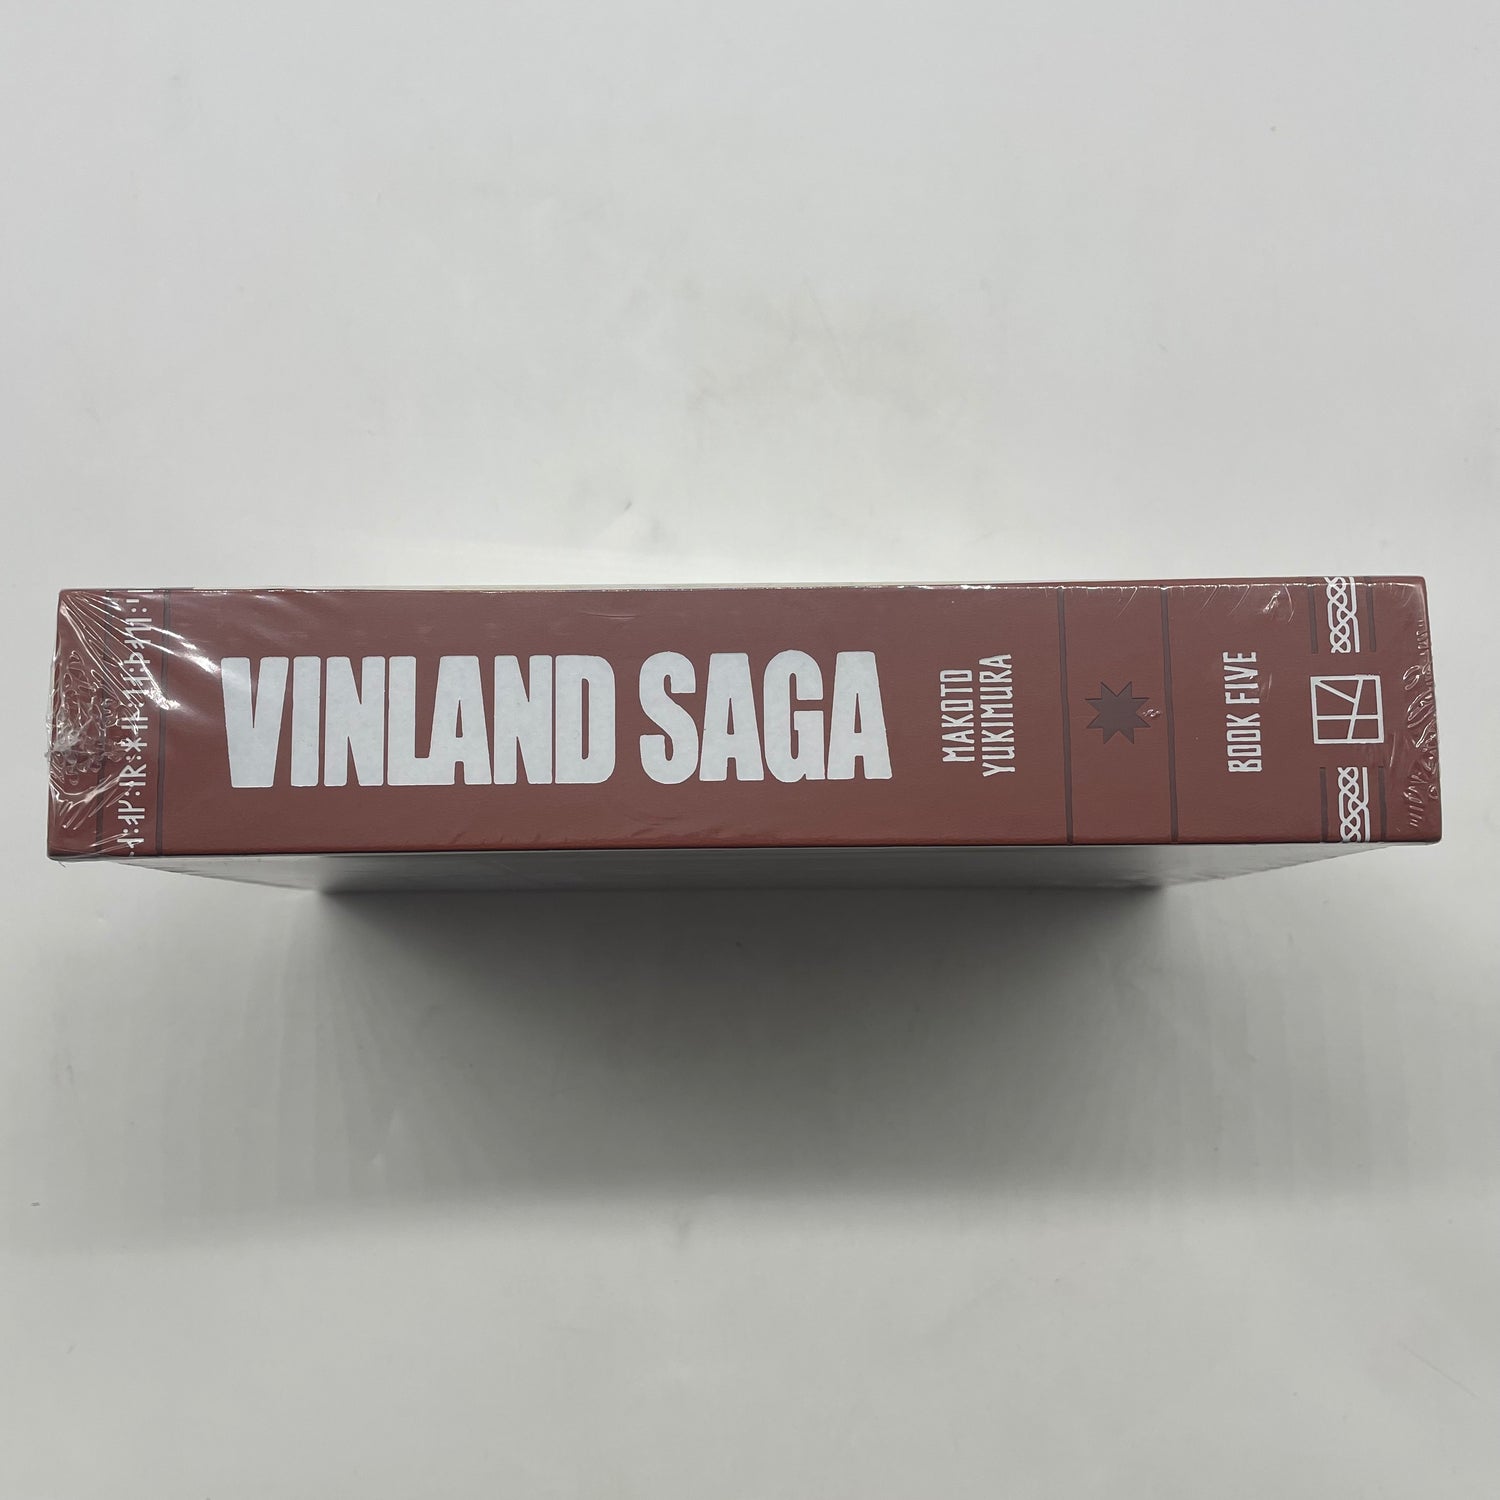 VINLAND SAGA
MAKOTO
YUKIMURA
BOOK FIVE